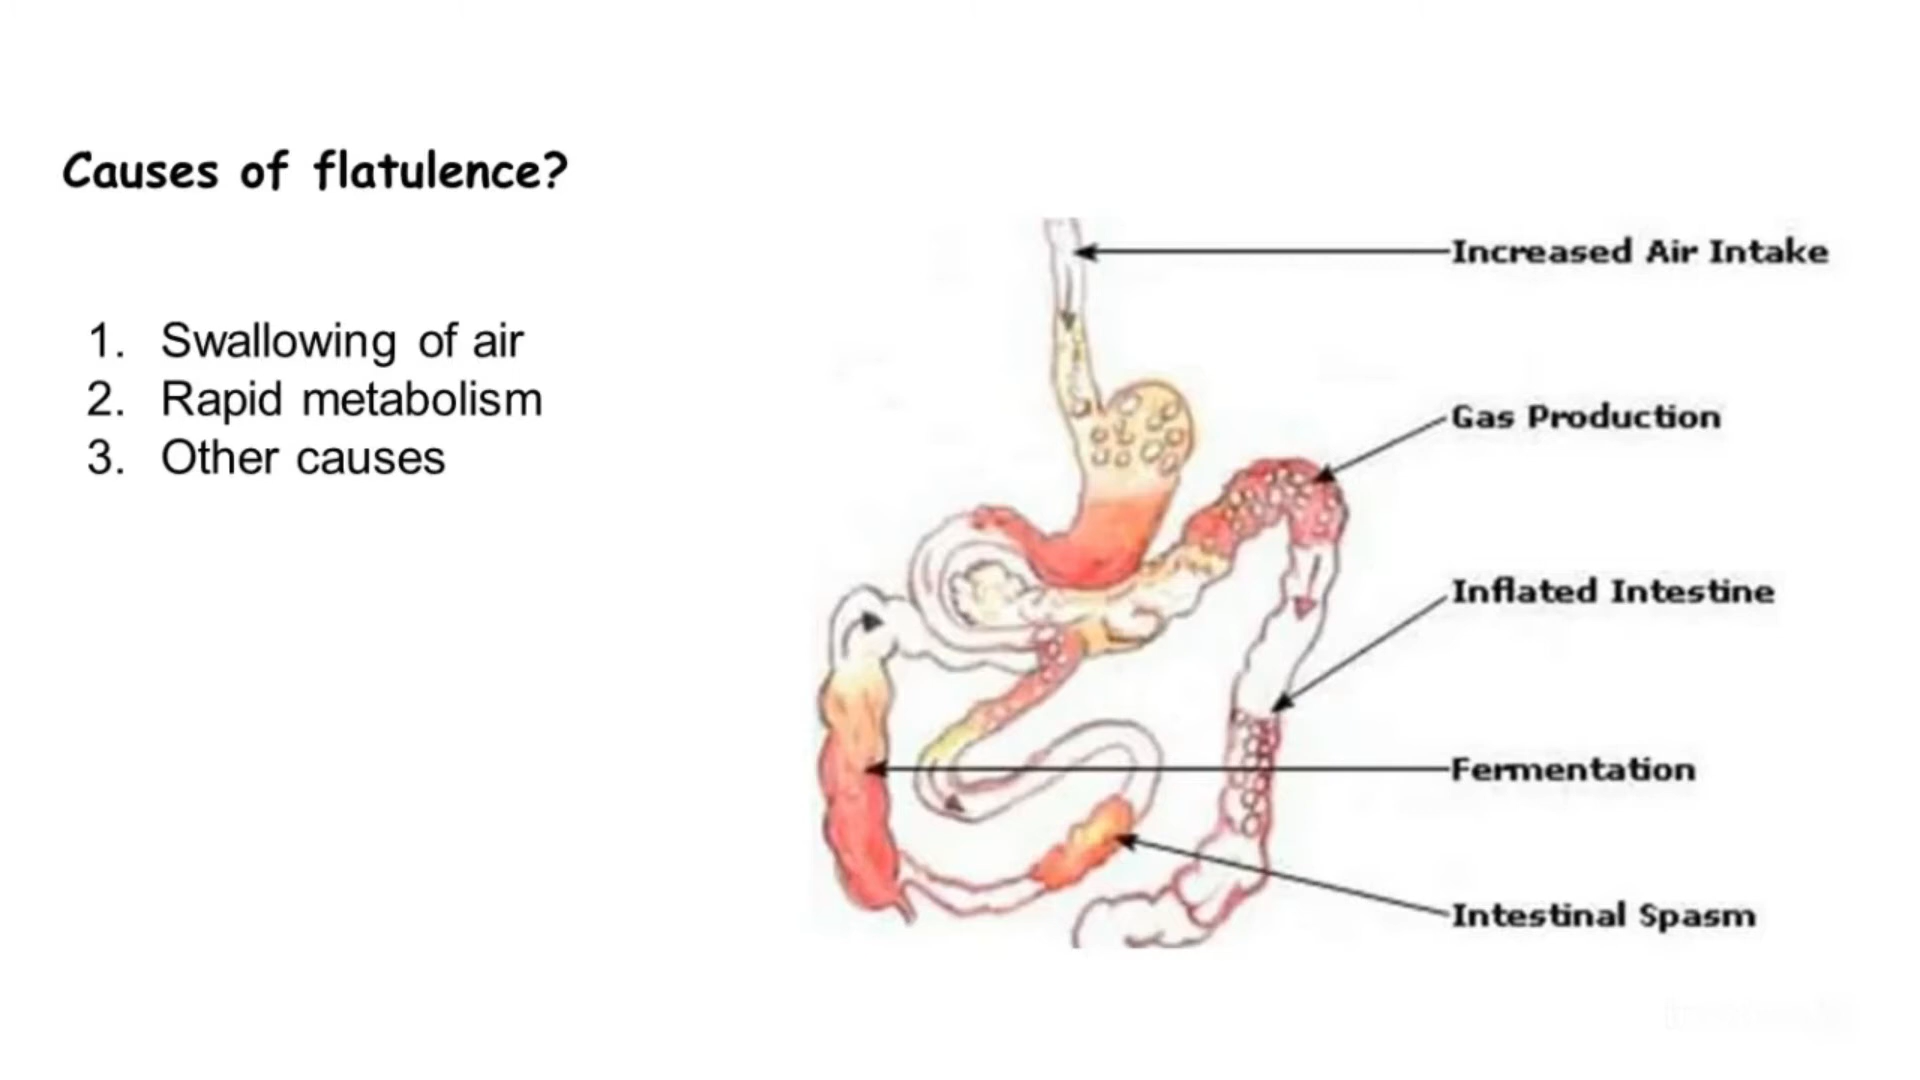 Causes of flatulence?
1. Swallowing of air
2. Rapid metabolism
3. Other causes
Increased Air Intake
Gas Production
Inflated Intestine
Fermentation
Intestinal Spasm